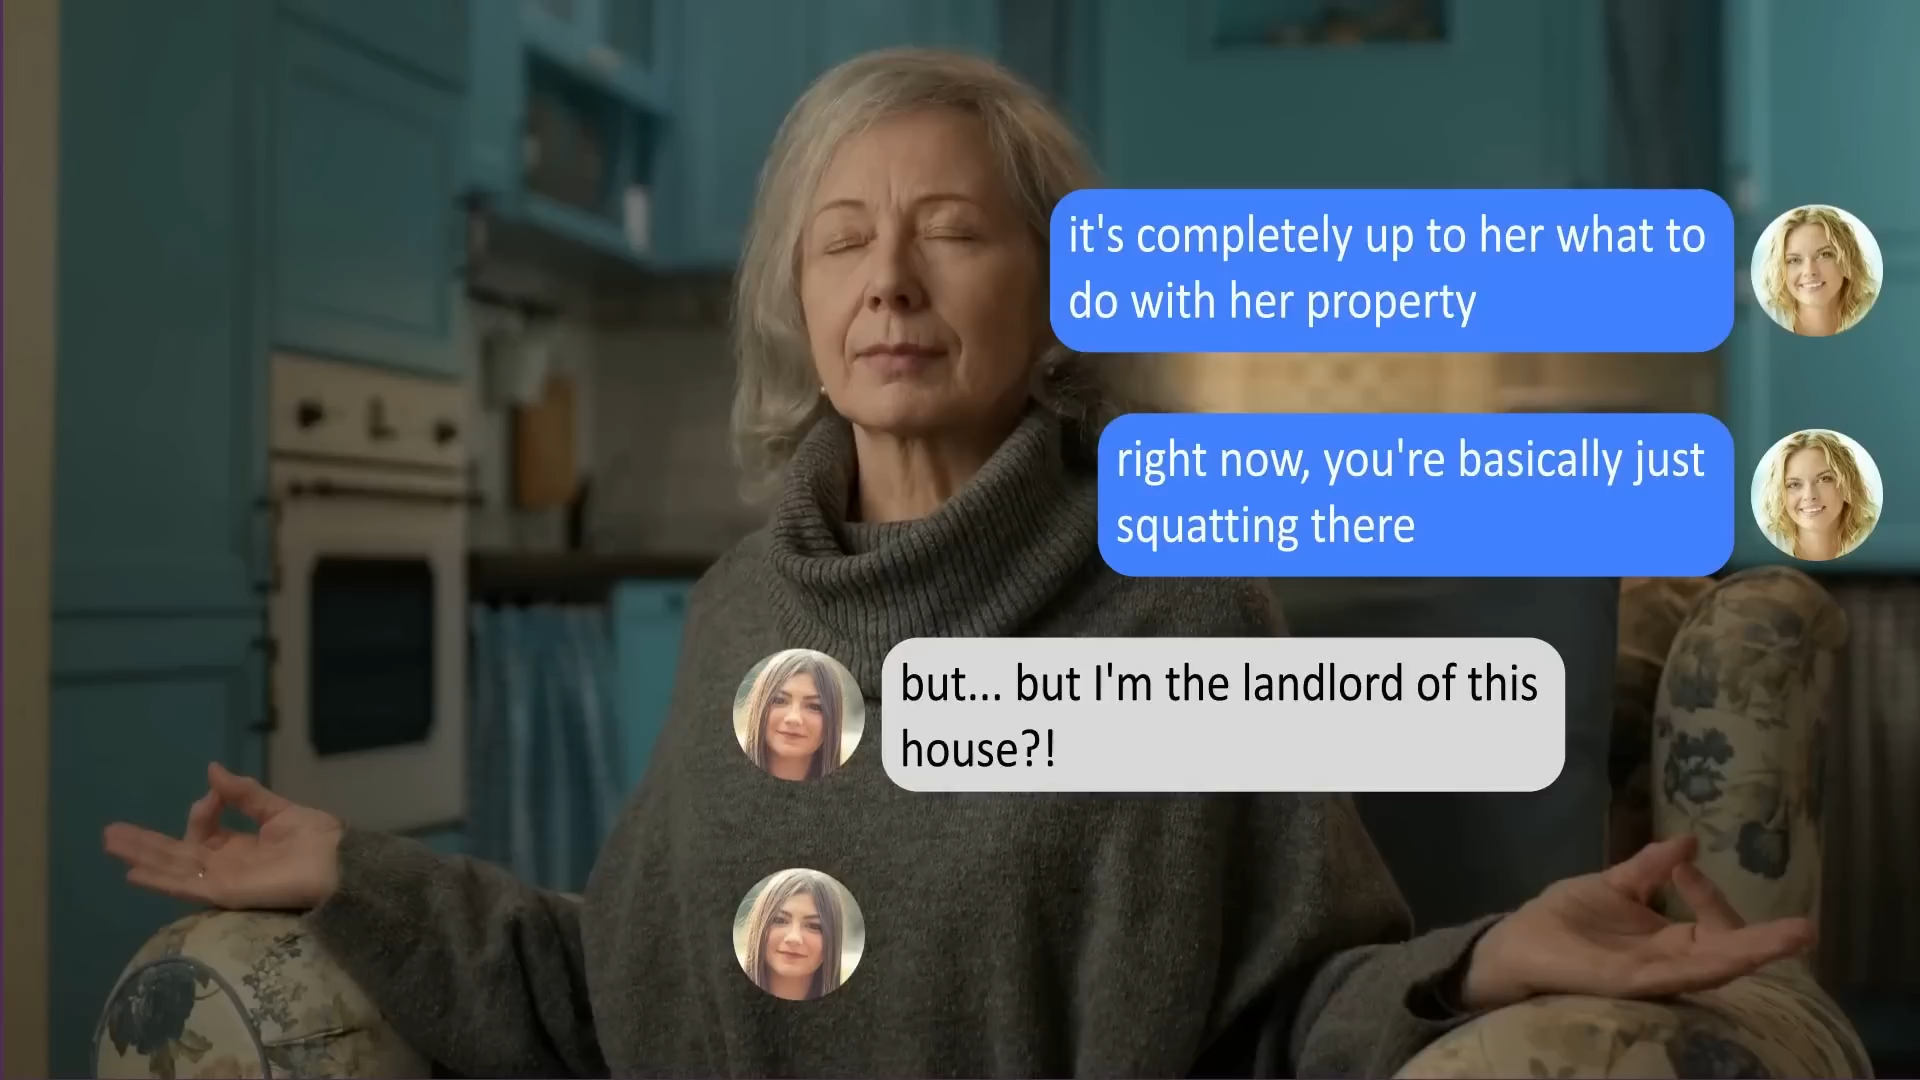 it's completely up to her what to
do with her property
right now, you're basically just
squatting there
but... but I'm the landlord of this
house?!